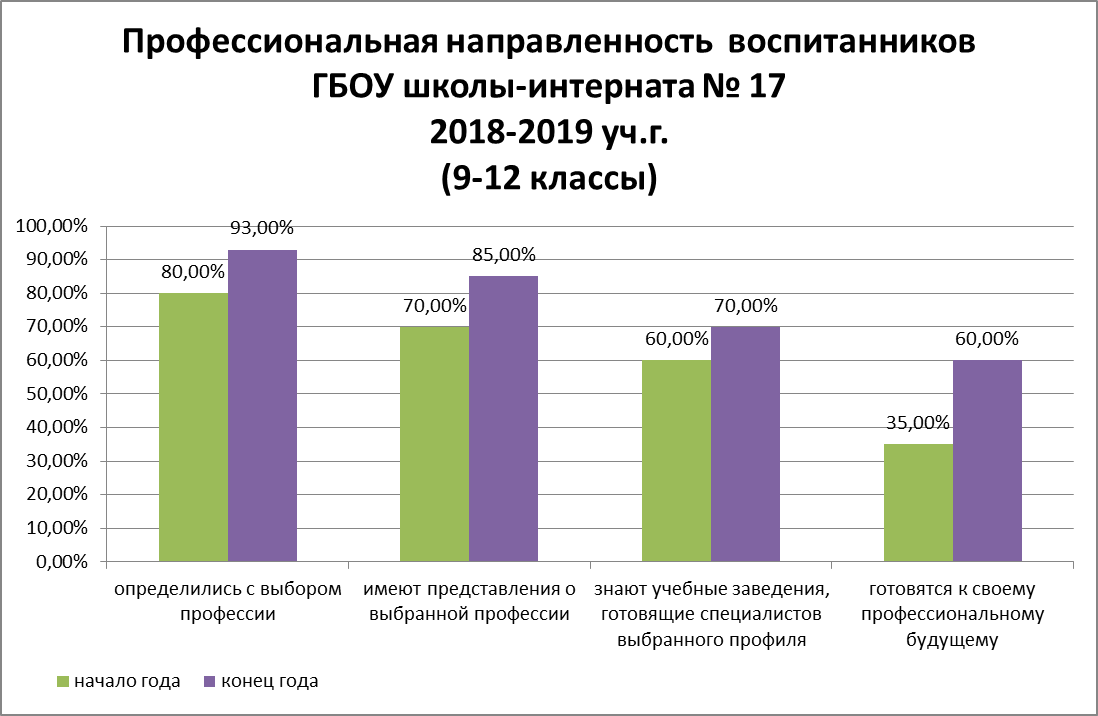 Профессиональная направленность воспитанников
ГБОУ школы-интерната № 17
2018-2019 уч.г.
(9-12 классы)
100,00%
90,00%
80,00%
70,00%
60,00%
50,00%
40,00%
30,00%
20,00%
10,00%
0,00%
80,00%
93,00%
70,00%
85,00%
60,00%
70,00%
35,00%
60,00%
определились с выбором
профессии
имеют представления о
выбранной профессии
знают учебные заведения,
готовящие специалистов
выбранного профиля
готовятся к своему
профессиональному
будущему
начало года
конец года